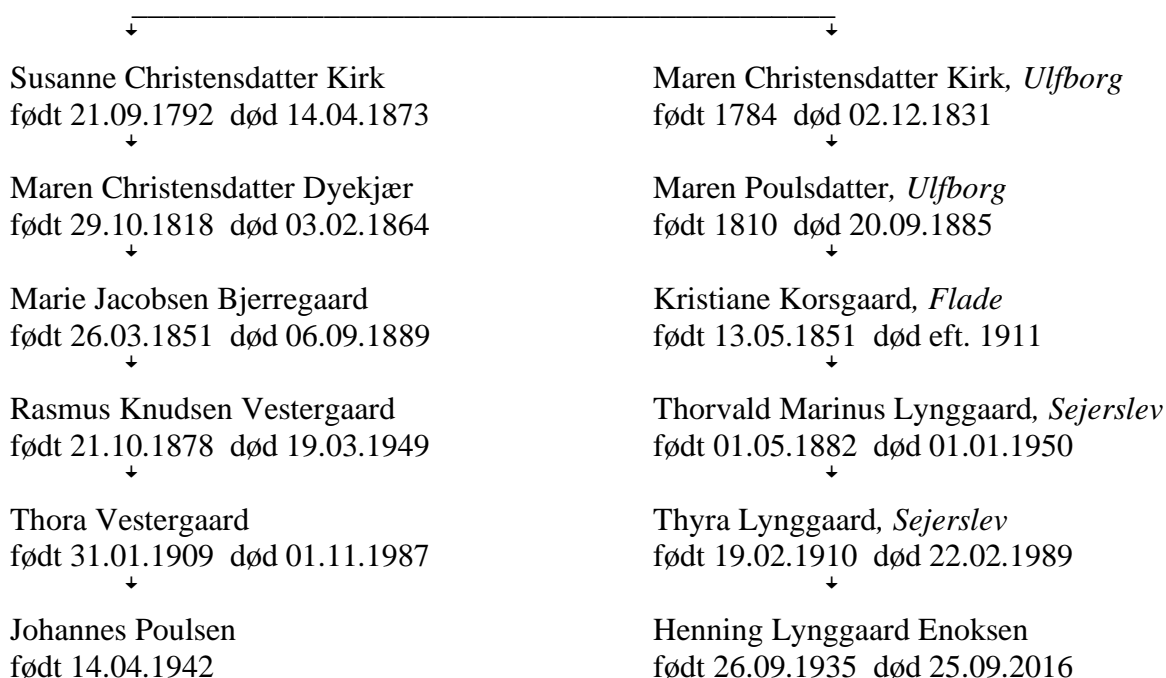 Susanne Christensdatter Kirk
født 21.09.1792 død 14.04.1873
Maren Christensdatter Dyekjær
født 29.10.1818 død 03.02.1864
Marie Jacobsen Bjerregaard
født 26.03.1851 død 06.09.1889
Rasmus Knudsen Vestergaard
født 21.10.1878 død 19.03.1949
Thora Vestergaard
født 31.01.1909 død 01.11.1987
Johannes Poulsen
født 14.04.1942
Maren Christensdatter Kirk, Ulfborg
født 1784 død 02.12.1831
Maren Poulsdatter, Ulfborg
født 1810 død 20.09.1885
Kristiane Korsgaard, Flade
født 13.05.1851 død eft. 1911
Thorvald Marinus Lynggaard, Sejerslev
født 01.05.1882 død 01.01.1950
Thyra Lynggaard, Sejerslev
født 19.02.1910 død 22.02.1989
Henning Lynggaard Enoksen
født 26.09.1935 død 25.09.2016